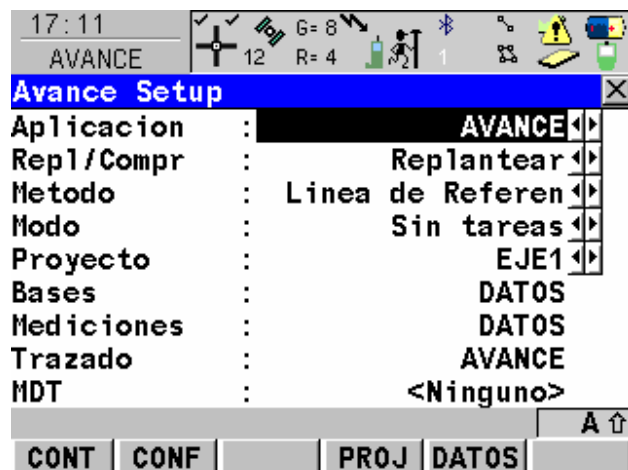 17:11
AVANCE
12
G= 8
R= 4
1
Avance Setup
Aplicacion : AVANCE
Repl/Compr : Replantear
Metodo : Linea de Referen
Modo : Sin tareas
Proyecto : EJE1
Bases : DATOS
Mediciones : DATOS
Trazado : AVANCE
MDT : <Ninguno>
A
CONT CONF PROJ DATOS